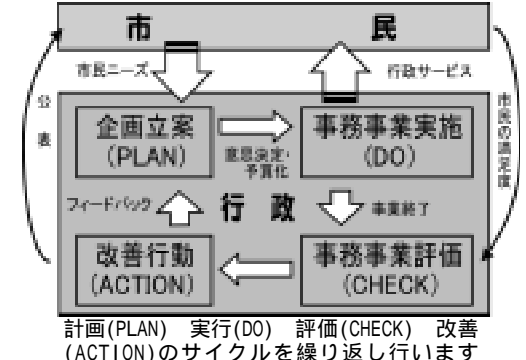 市 民
市民ニーズ
行政サービス
公表
市民の満足度
企画立案
(PLAN)
意思決定・
予算化
事務事業実施
(DO)
フィードバック
行 政
事業終了
改善行動
(ACTION)
事務事業評価
(CHECK)
計画(PLAN) 実行(DO) 評価(CHECK) 改善
(ACTION)のサイクルを繰り返し行います